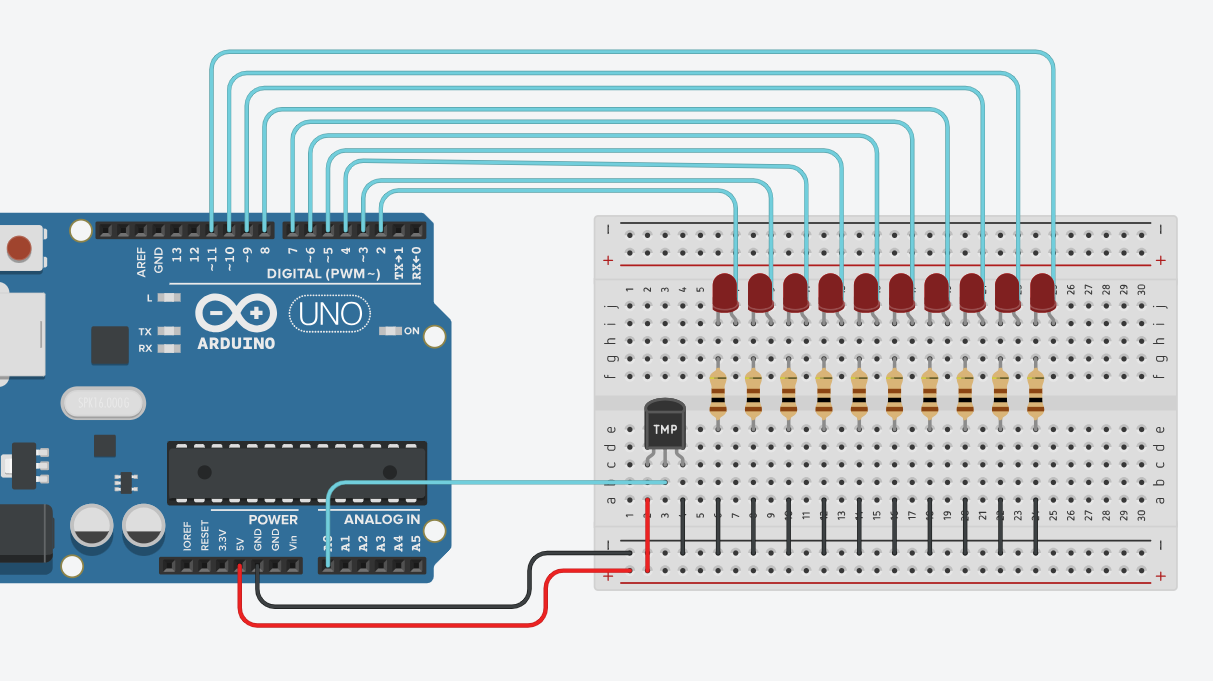 AREF
GND
13
12
~11
~10
~9
8
7
~6
~5
4
~3
2
TX→1
RX←0
DIGITAL (PWM~)
L
TX
RX
UNO
ARDUINO
ON
SPK16.000G
IOREF
RESET
3.3V
5V
GND
GND
Vin
POWER
ANALOG IN
A0
A1
A2
A3
A4
A5
− −
+ +
1 2 3 4 5 26 27 28 29 30
j j
i i
h h
g g
f f
TMP
e e
d d
c c
b b
a a
1 2 3 4 5 6 7 8 9 10 11 12 13 14 15 16 17 18 19 20 21 22 23 24 25 26 27 28 29 30
− −
+ +